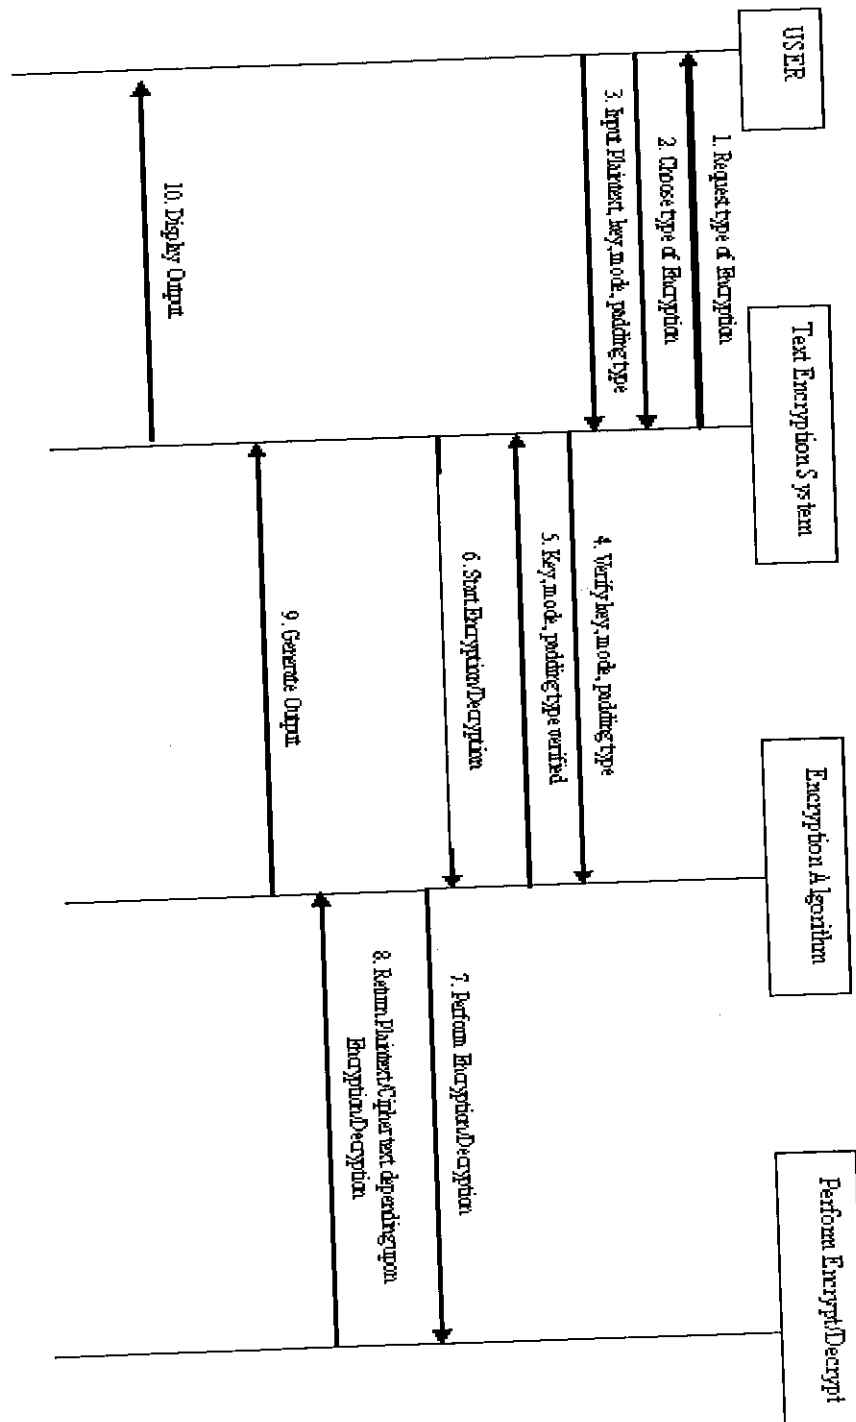 USER
Text Encryption System
Encryption Algorithm
Perform Encrypt/Decrypt
1. Request type of Encryption
2. Choose type of Encryption
3. Input Plaintext, key, mode, padding type
4. Verify key, mode, padding type
5. Key, mode, padding type verified
6. Start Encryption/Decryption
7. Perform Encryption/Decryption
8. Return Plaintext/Cipher text depending upon
Encryption/Decryption
9. Generate Output
10. Display Output